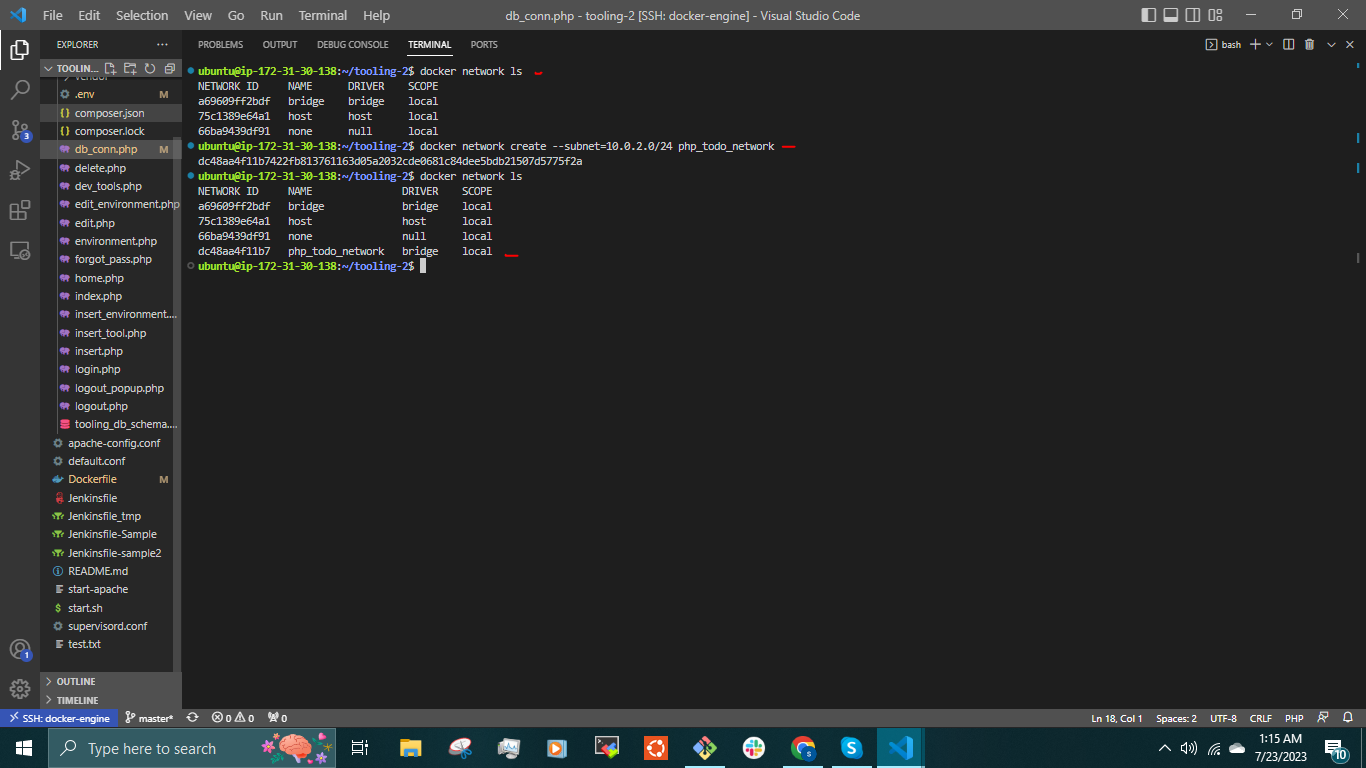 File Edit Selection View Go Run Terminal Help
db_conn.php - tooling-2 [SSH: docker-engine] - Visual Studio Code
EXPLORER
PROBLEMS OUTPUT DEBUG CONSOLE TERMINAL PORTS
bash
TOOLIN...
vendor
.env M
composer.json
composer.lock
db_conn.php M
delete.php
dev_tools.php
edit_environment.php
edit.php
environment.php
forgot_pass.php
home.php
index.php
insert_environment....
insert_tool.php
insert.php
login.php
logout_popup.php
logout.php
tooling_db_schema....
apache-config.conf
default.conf
Dockerfile M
Jenkinsfile
Jenkinsfile_tmp
Jenkinsfile-Sample
Jenkinsfile-sample2
README.md
start-apache
start.sh
supervisord.conf
test.txt
OUTLINE
TIMELINE
3
1
ubuntu@ip-172-31-30-138:~/tooling-2$ docker network ls
NETWORK ID NAME DRIVER SCOPE
a69609ff2bdf bridge bridge local
75c1389e64a1 host host local
66ba9439df91 none null local
ubuntu@ip-172-31-30-138:~/tooling-2$ docker network create --subnet=10.0.2.0/24 php_todo_network
dc48aa4f11b7422fb813761163d05a2032cde0681c84dee5bdb21507d5775f2a
ubuntu@ip-172-31-30-138:~/tooling-2$ docker network ls
NETWORK ID NAME DRIVER SCOPE
a69609ff2bdf bridge bridge local
75c1389e64a1 host host local
66ba9439df91 none null local
dc48aa4f11b7 php_todo_network bridge local
ubuntu@ip-172-31-30-138:~/tooling-2$
SSH: docker-engine master* 0 0 0
Ln 18, Col 1 Spaces: 2 UTF-8 CRLF PHP
Type here to search
1:15 AM
7/23/2023
10